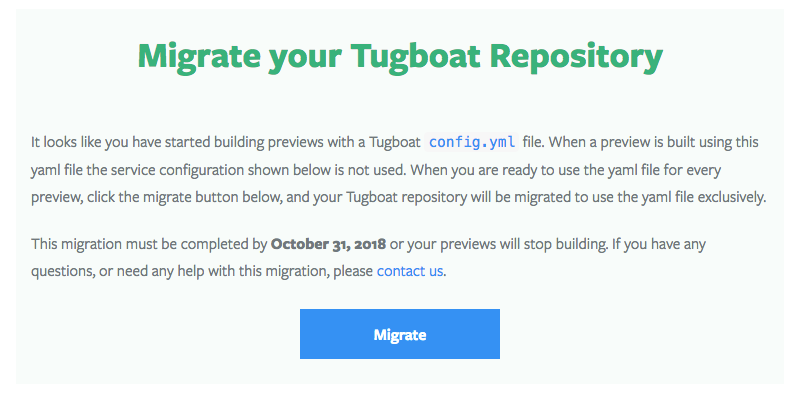 Migrate your Tugboat Repository
It looks like you have started building previews with a Tugboat config.yml file. When a preview is built using this
yaml file the service configuration shown below is not used. When you are ready to use the yaml file for every
preview, click the migrate button below, and your Tugboat repository will be migrated to use the yaml file exclusively.
This migration must be completed by October 31, 2018 or your previews will stop building. If you have any
questions, or need any help with this migration, please contact us.
Migrate